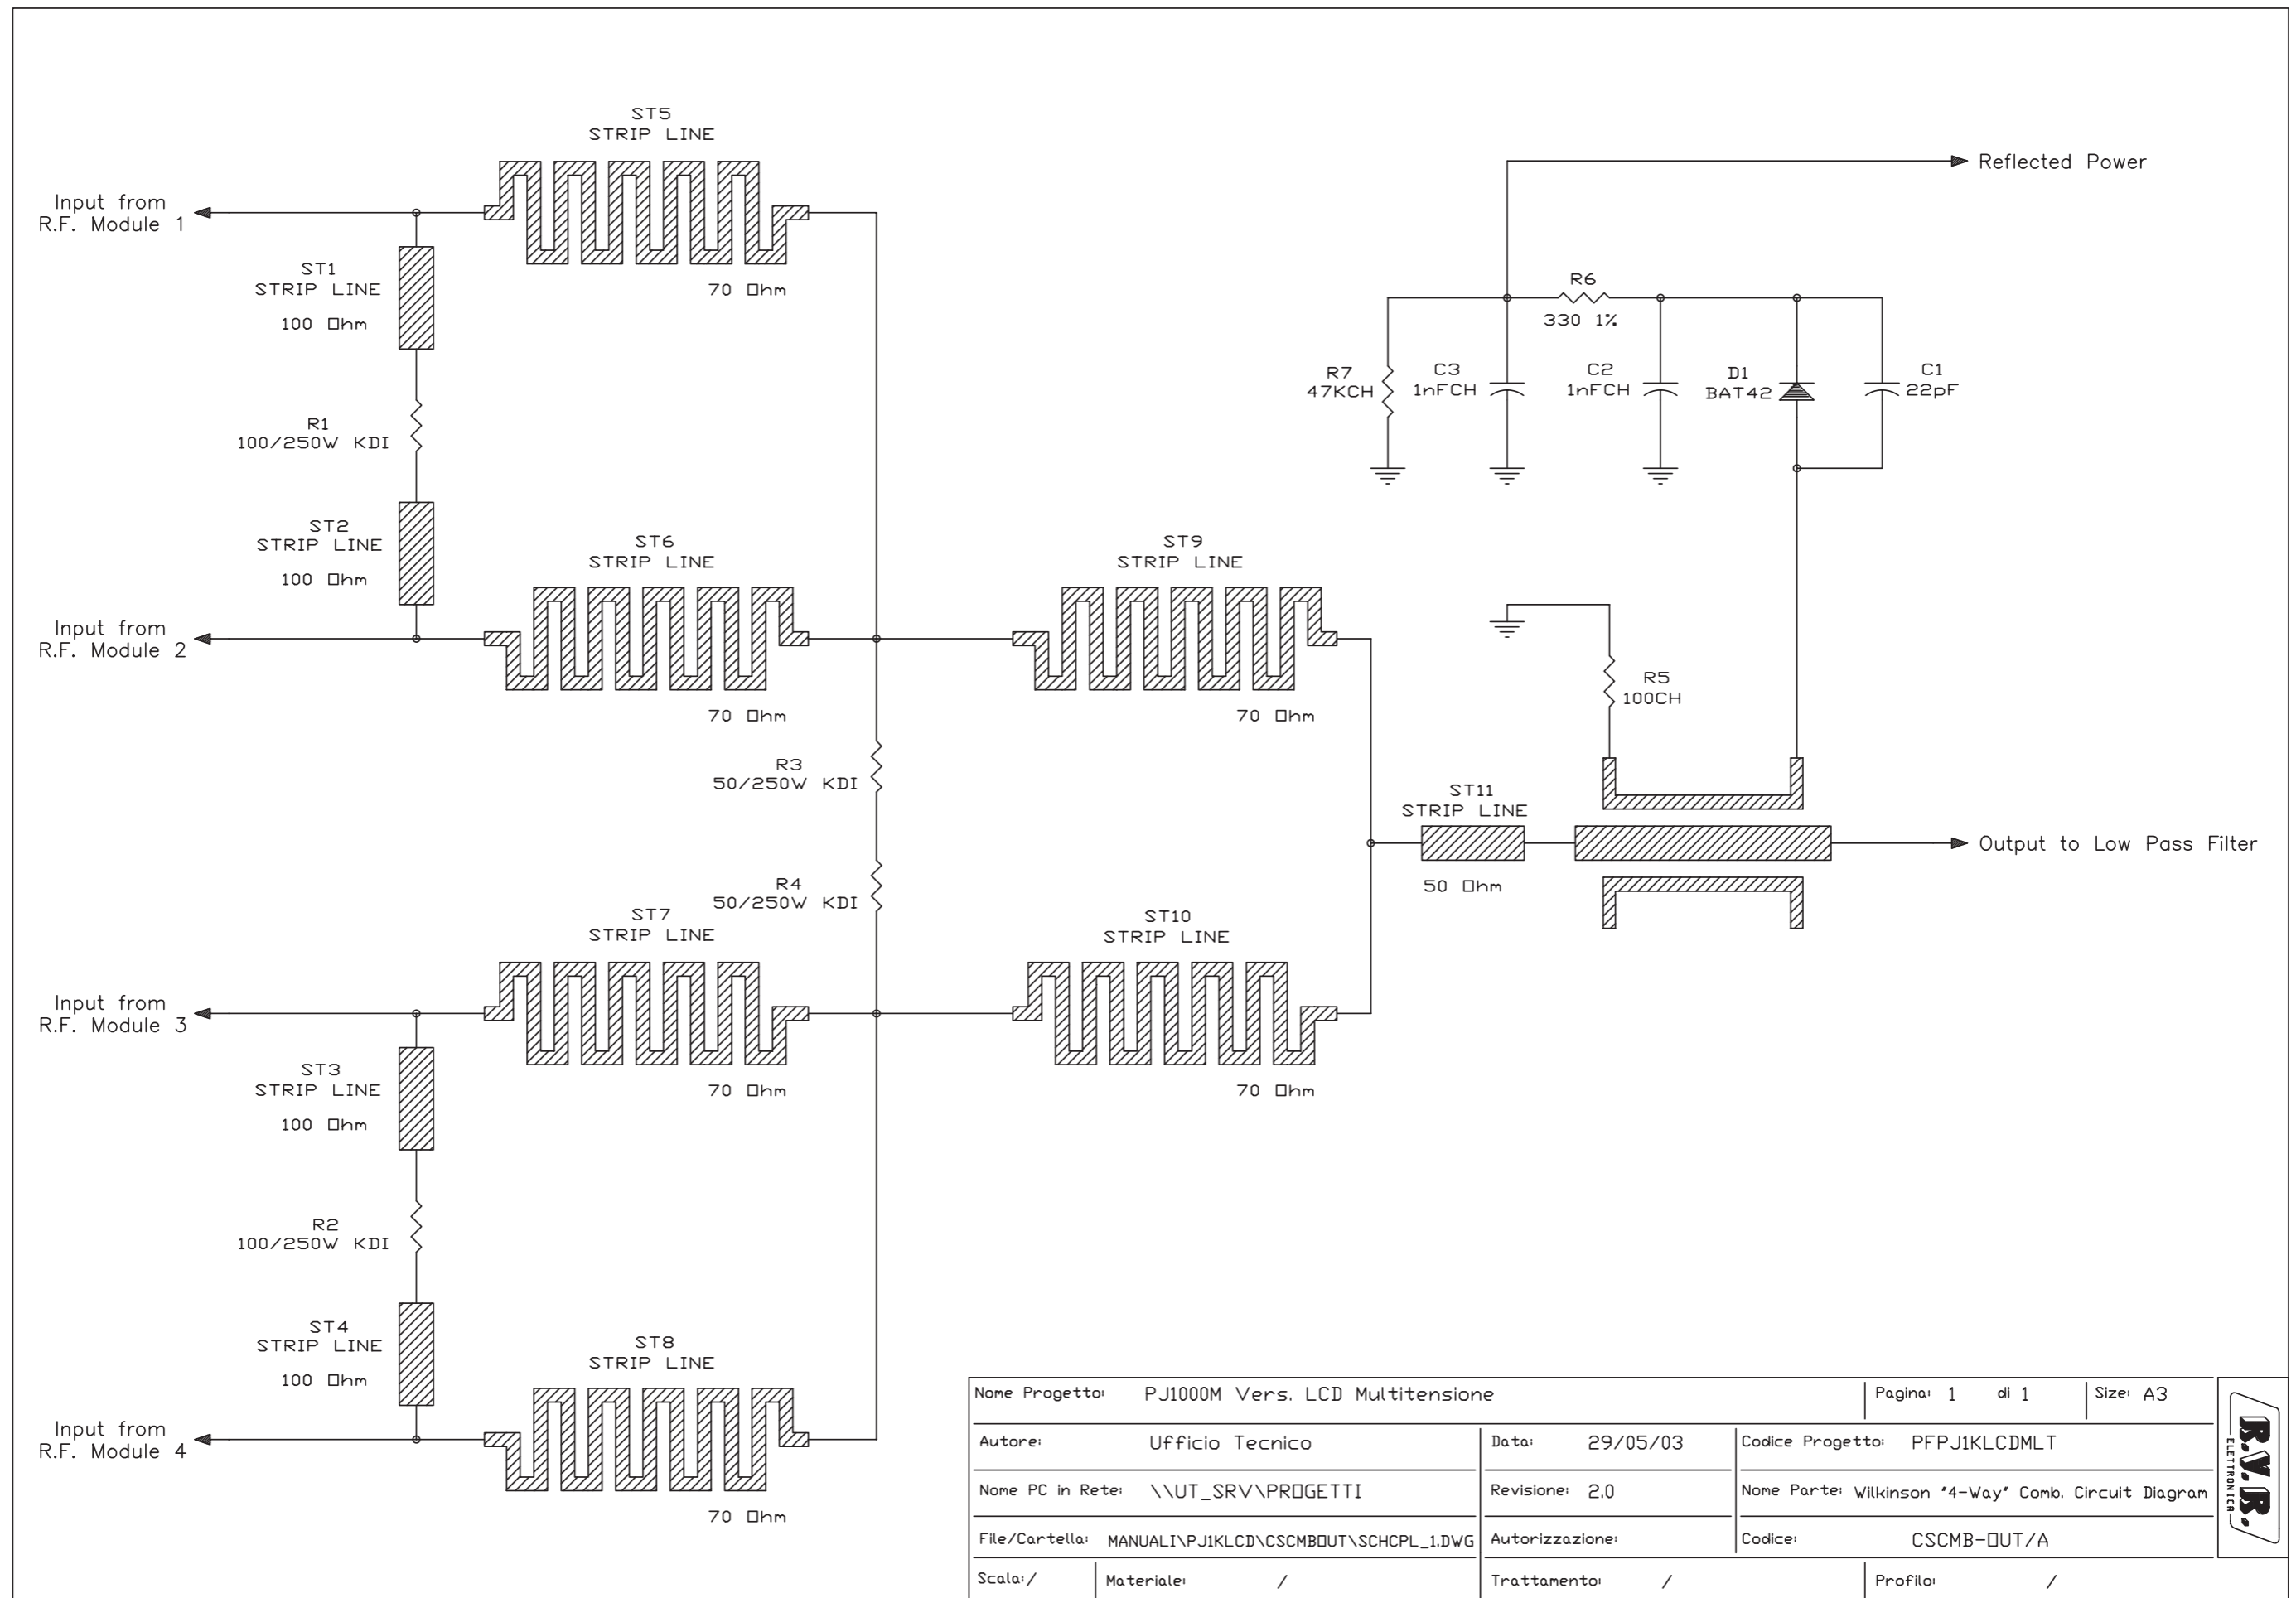 ST5
STRIP LINE
70 Ohm
Input from
R.F. Module 1
ST1
STRIP LINE
100 Ohm
R1
100/250W KDI
ST2
STRIP LINE
100 Ohm
Input from
R.F. Module 2
ST6
STRIP LINE
70 Ohm
R3
50/250W KDI
R4
50/250W KDI
ST7
STRIP LINE
70 Ohm
Input from
R.F. Module 3
ST3
STRIP LINE
100 Ohm
R2
100/250W KDI
ST4
STRIP LINE
100 Ohm
Input from
R.F. Module 4
ST8
STRIP LINE
70 Ohm
ST9
STRIP LINE
70 Ohm
ST10
STRIP LINE
70 Ohm
ST11
STRIP LINE
50 Ohm
Reflected Power
R6
330 1%
R7
47KCH
C3
1nFCH
C2
1nFCH
D1
BAT42
C1
22pF
R5
100CH
Output to Low Pass Filter
Nome Progetto: PJ1000M Vers. LCD Multitensione
Pagina: 1 di 1
Size: A3
Autore: Ufficio Tecnico
Data: 29/05/03
Codice Progetto: PFPJ1KLCDMLT
Nome PC in Rete: \\UT_SRV\PROGETTI
Revisione: 2.0
Nome Parte: Wilkinson "4-Way" Comb. Circuit Diagram
File/Cartella: MANUALI\PJ1KLCD\CSCMBOUT\SCHCPL_1.DWG
Autorizzazione:
Codice: CSCMB-OUT/A
Scala: /
Materiale: /
Trattamento: /
Profilo: /
R.V.R.
ELETTRONICA